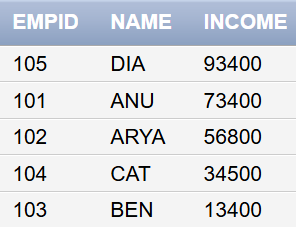 EMPID NAME INCOME
105 DIA 93400
101 ANU 73400
102 ARYA 56800
104 CAT 34500
103 BEN 13400